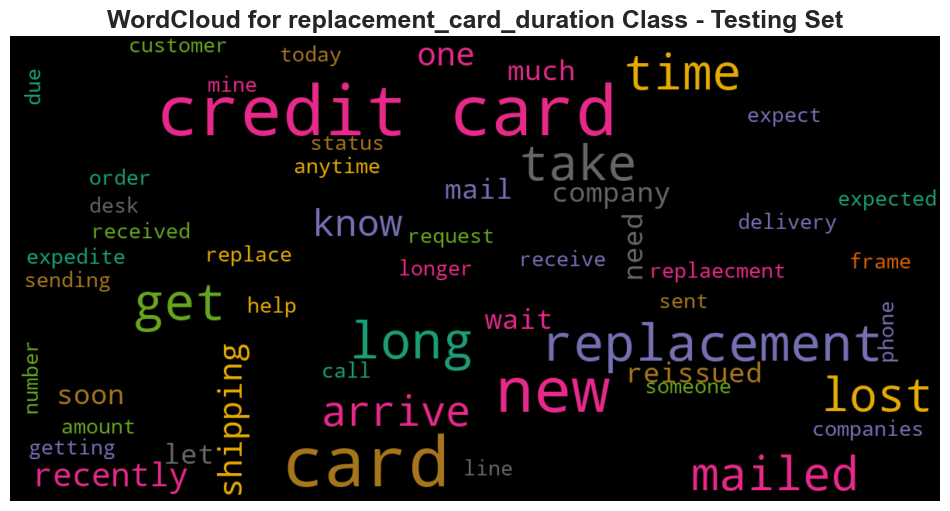 WordCloud for replacement_card_duration Class - Testing Set
customer
today
one
much
time
due
mine
credit card
expect
status
anytime
take
order
mail
company
expected
desk
received
know
request
need
delivery
expedite
replace
longer
receive
replaecment
frame
sending
get
help
sent
long
wait
replacement
phone
number
call
reissued
soon
shipping
someone
new
lost
arrive
amount
companies
getting
let
card
line
recently
mailed